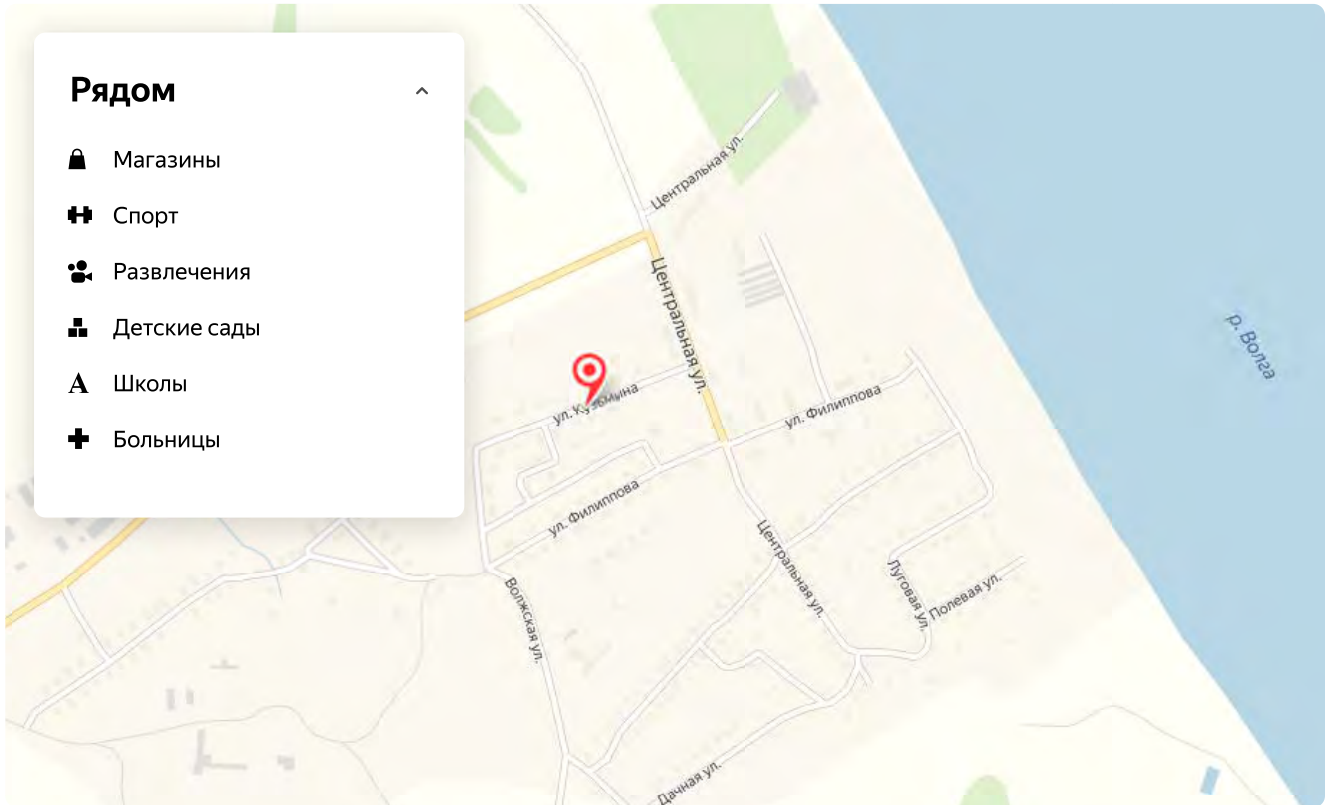 Рядом
Магазины
Спорт
Развлечения
Детские сады
Школы
Больницы
Центральная ул.
Центральная ул.
р. Волга
ул. Кузьмина
ул. Филиппова
ул. Филиппова
Центральная ул.
Волжская ул.
Луговая ул.
Полевая ул.
Дачная ул.